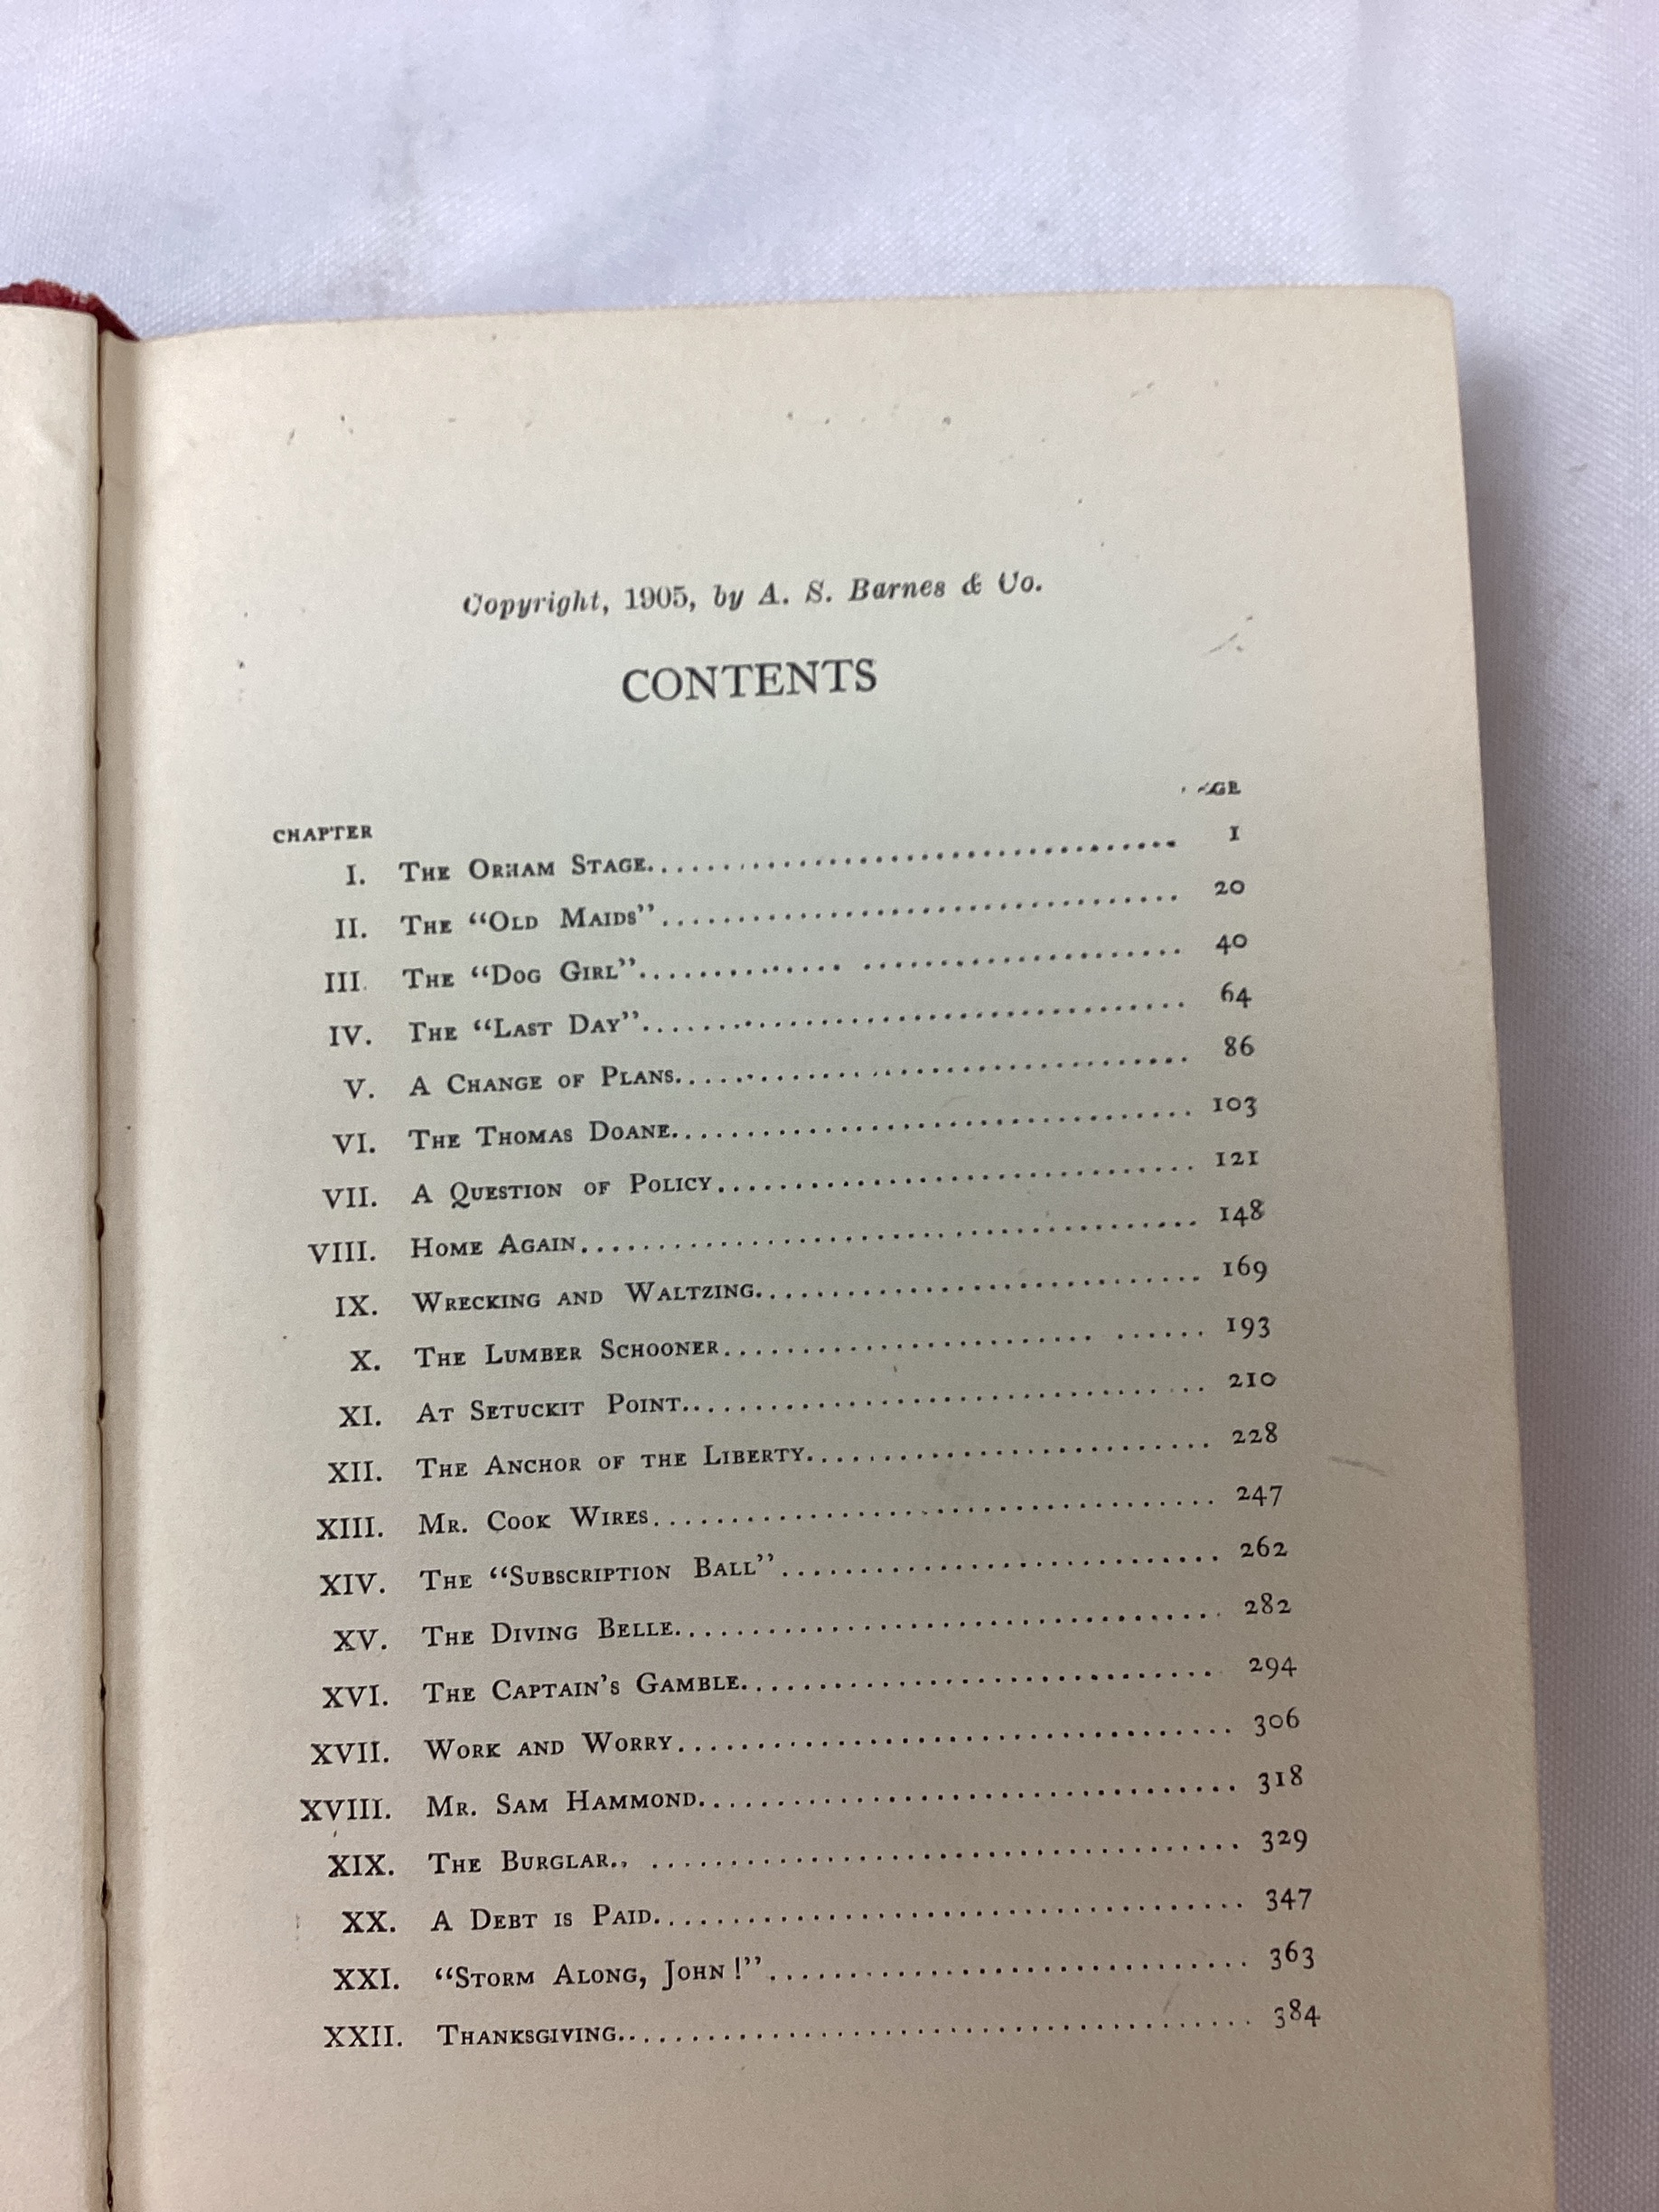 Copyright, 1905, by A. S. Barnes & Co.
CONTENTS
CHAPTER
I. The Orham Stage........................................ 1
II. The “Old Maids”........................................ 20
III. The “Dog Girl”........................................ 40
IV. The “Last Day”........................................ 64
V. A Change of Plans........................................ 86
VI. The Thomas Doane........................................ 103
VII. A Question of Policy........................................ 121
VIII. Home Again........................................ 148
IX. Wrecking and Waltzing........................................ 169
X. The Lumber Schooner........................................ 193
XI. At Setuckit Point........................................ 210
XII. The Anchor of the Liberty........................................ 228
XIII. Mr. Cook Wires........................................ 247
XIV. The “Subscription Ball”........................................ 262
XV. The Diving Belle........................................ 282
XVI. The Captain's Gamble........................................ 294
XVII. Work and Worry........................................ 306
XVIII. Mr. Sam Hammond........................................ 318
XIX. The Burglar........................................ 329
XX. A Debt is Paid........................................ 347
XXI. “Storm Along, John!”........................................ 363
XXII. Thanksgiving........................................ 384